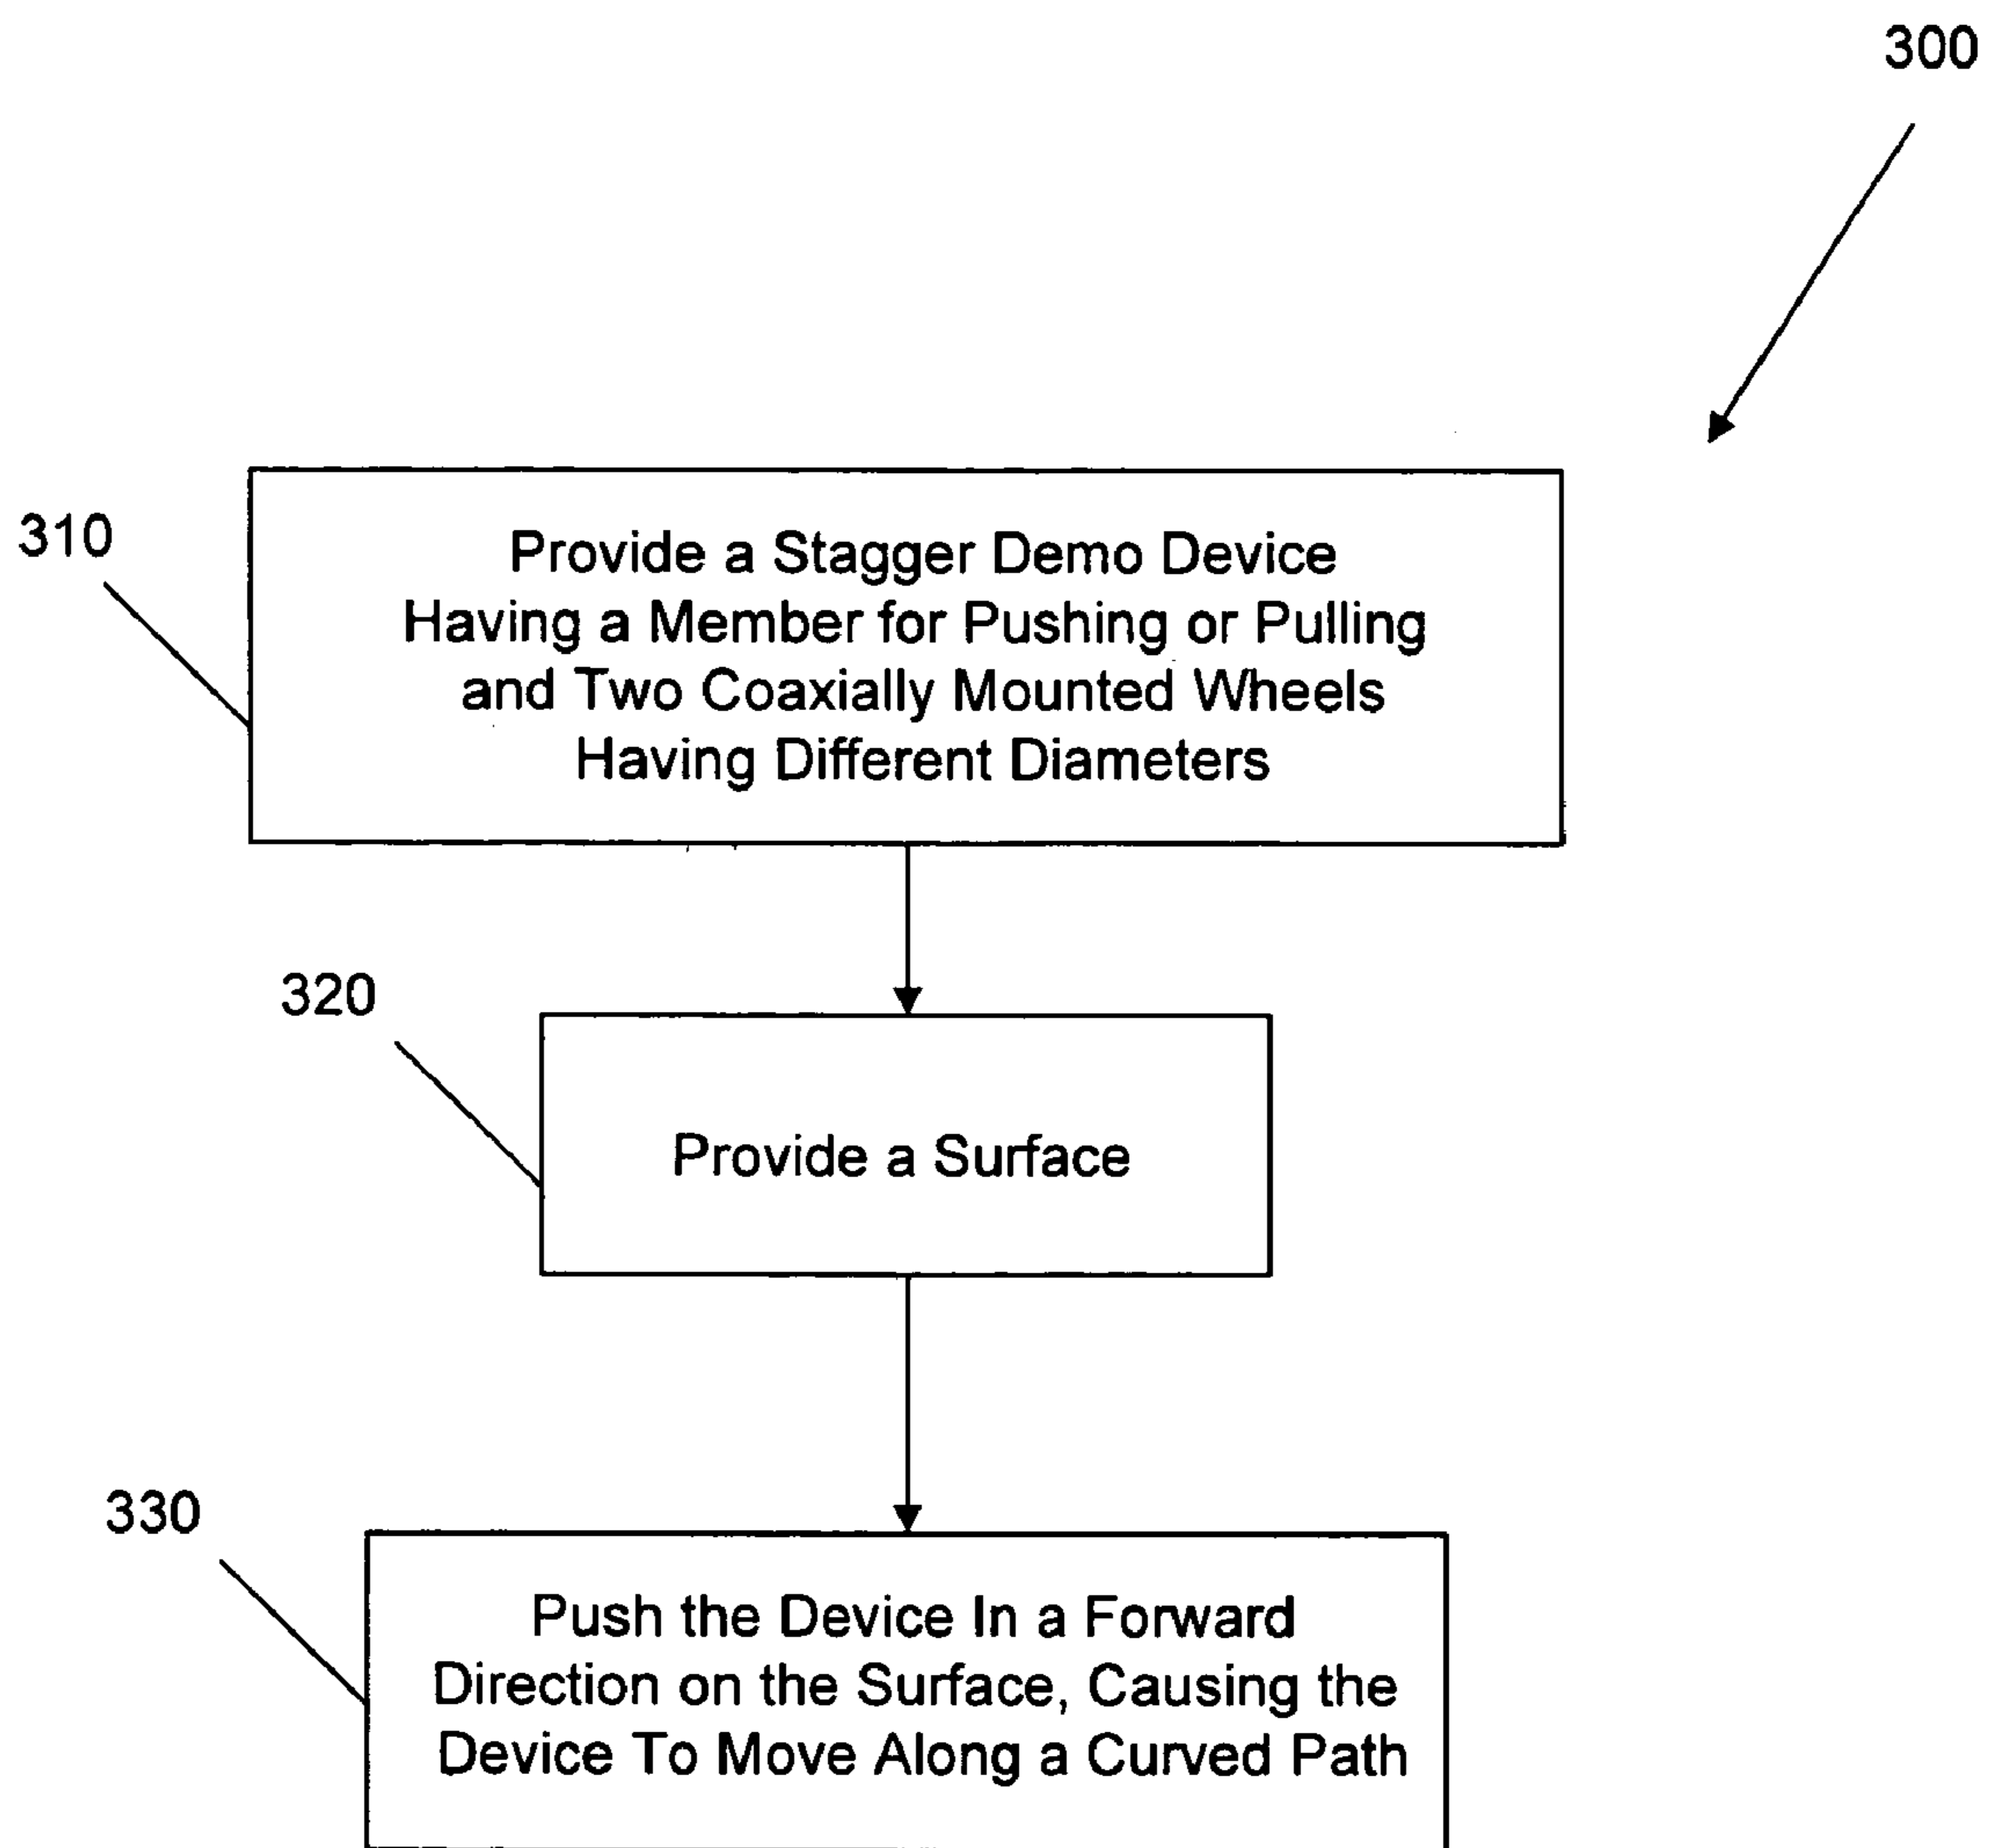 300
310
Provide a Stagger Demo Device
Having a Member for Pushing or Pulling
and Two Coaxially Mounted Wheels
Having Different Diameters
320
Provide a Surface
330
Push the Device In a Forward
Direction on the Surface, Causing the
Device To Move Along a Curved Path